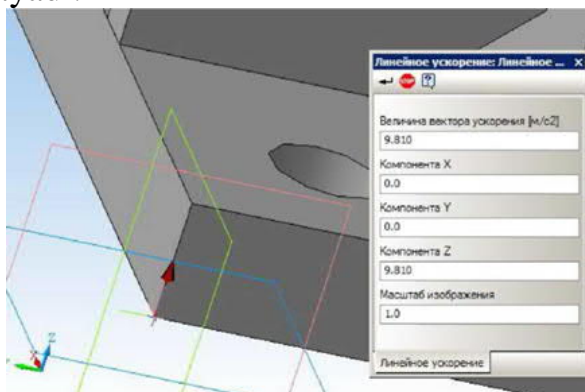 Линейное ускорение: Линейное ... X
STOP ?
Величина вектора ускорения [м/с2]
9.810
Компонента X
0.0
Компонента Y
0.0
Компонента Z
9.810
Масштаб изображения
1.0
Линейное ускорение
Z
X